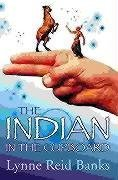 THE
INDIAN
IN THE CUPBOARD
Lynne Reid Banks